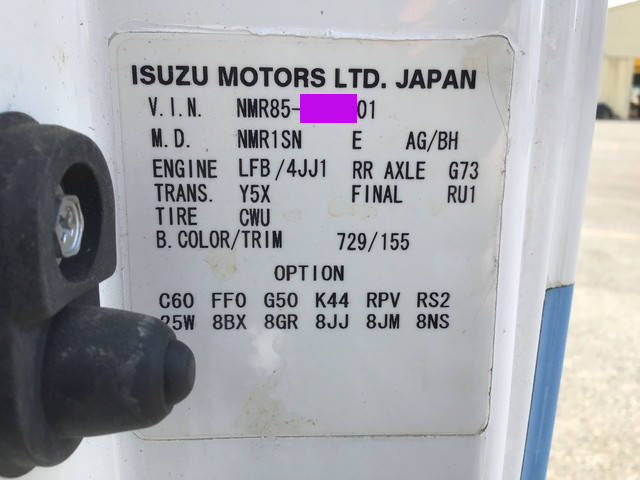 ISUZU MOTORS LTD. JAPAN
V.I.N. NMR85-01
M.D. NMR1SN E AG/BH
ENGINE LFB/4JJ1 RR AXLE G73
TRANS. Y5X FINAL RU1
TIRE CWU
B.COLOR/TRIM 729/155
OPTION
C60 FF0 G50 K44 RPV RS2
25W 8BX 8GR 8JJ 8JM 8NS